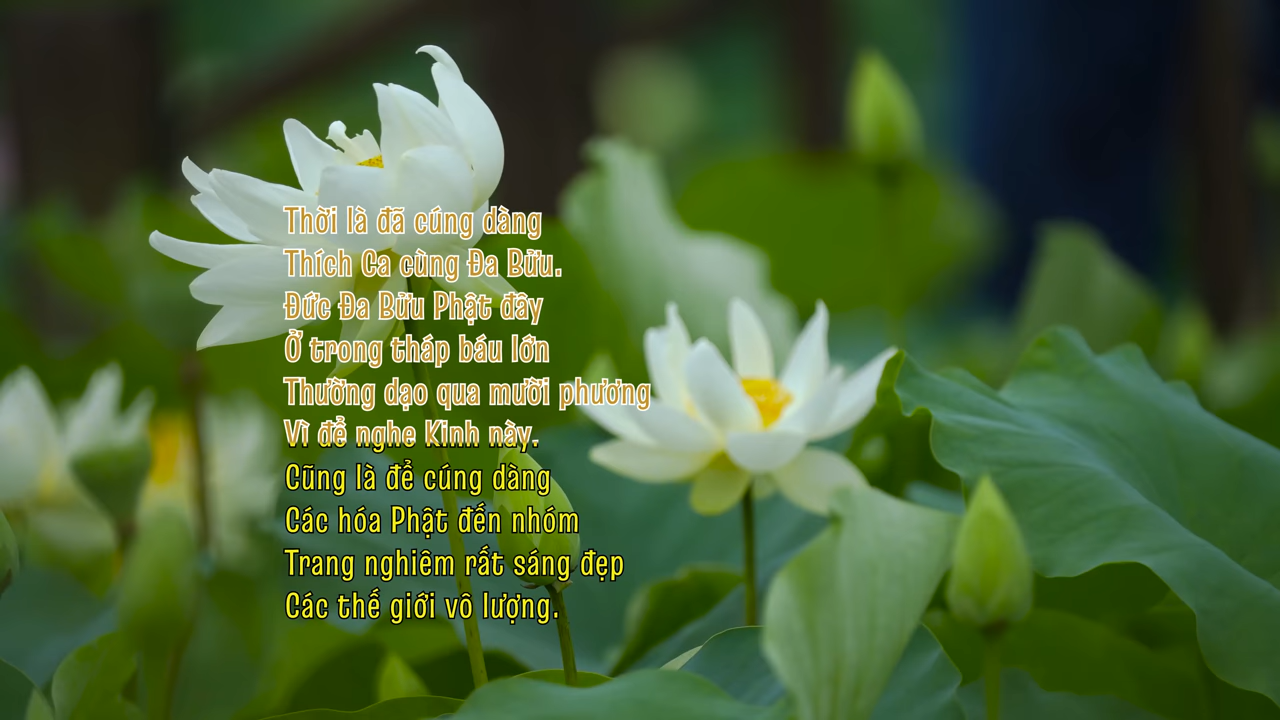 Thời là đã cúng dàng
Thích Ca cùng Đa Bửu.
Đức Đa Bửu Phật đây
Ở trong tháp báu lớn
Thường dạo qua mười phương
Vì để nghe Kinh này.
Cũng là để cúng dàng
Các hóa Phật đến nhóm
Trang nghiêm rất sáng đẹp
Các thế giới vô lượng.